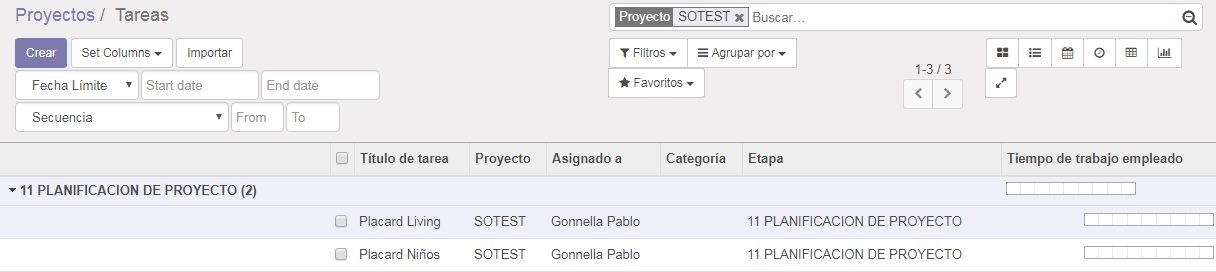 Proyectos / Tareas
Proyecto SOTEST × Buscar...
Crear Set Columns Importar
Filtros Agrupar por
Favoritos
1-3 / 3
Fecha Límite Start date End date
Secuencia From To
Título de tarea Proyecto Asignado a Categoría Etapa Tiempo de trabajo empleado
11 PLANIFICACION DE PROYECTO (2)
Placard Living SOTEST Gonnella Pablo 11 PLANIFICACION DE PROYECTO
Placard Niños SOTEST Gonnella Pablo 11 PLANIFICACION DE PROYECTO